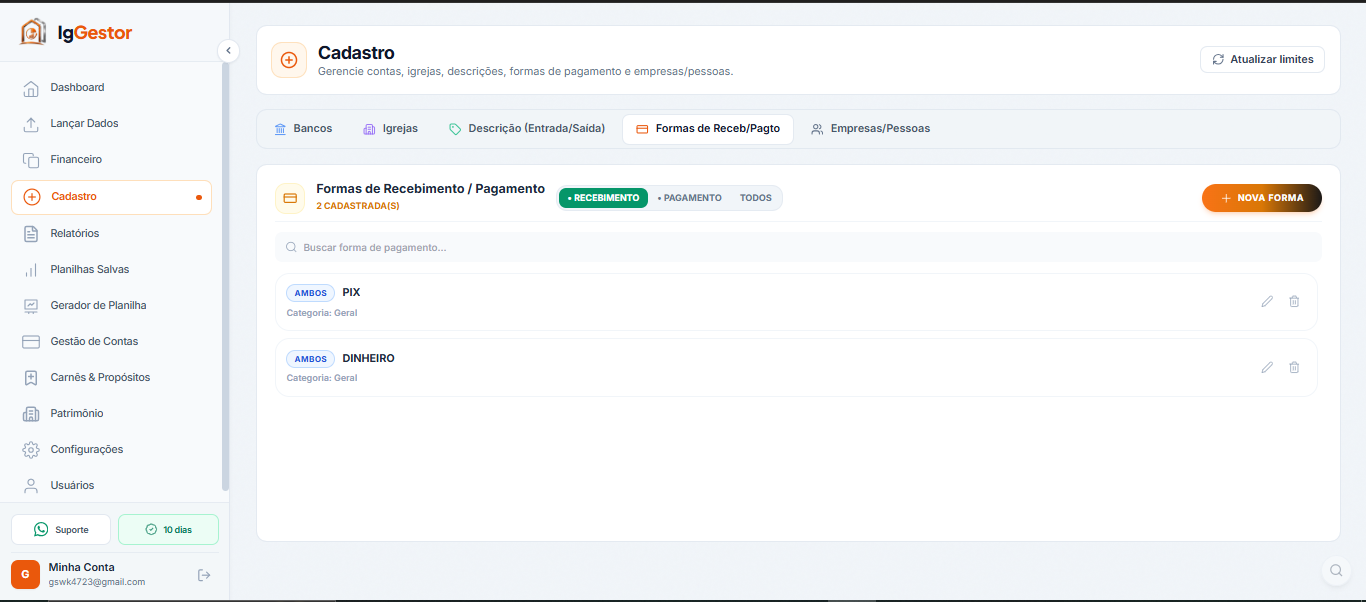 IgGestor
Dashboard
Lançar Dados
Financeiro
Cadastro
Relatórios
Planilhas Salvas
Gerador de Planilha
Gestão de Contas
Carnês & Propósitos
Patrimônio
Configurações
Usuários
Suporte
10 dias
G
Minha Conta
gswk4723@gmail.com
Cadastro
Gerencie contas, igrejas, descrições, formas de pagamento e empresas/pessoas.
Atualizar limites
Bancos Igrejas Descrição (Entrada/Saída) Formas de Receb/Pagto Empresas/Pessoas
Formas de Recebimento / Pagamento
2 CADASTRADA(S)
• RECEBIMENTO • PAGAMENTO TODOS
+ NOVA FORMA
Buscar forma de pagamento...
AMBOS PIX
Categoria: Geral
AMBOS DINHEIRO
Categoria: Geral